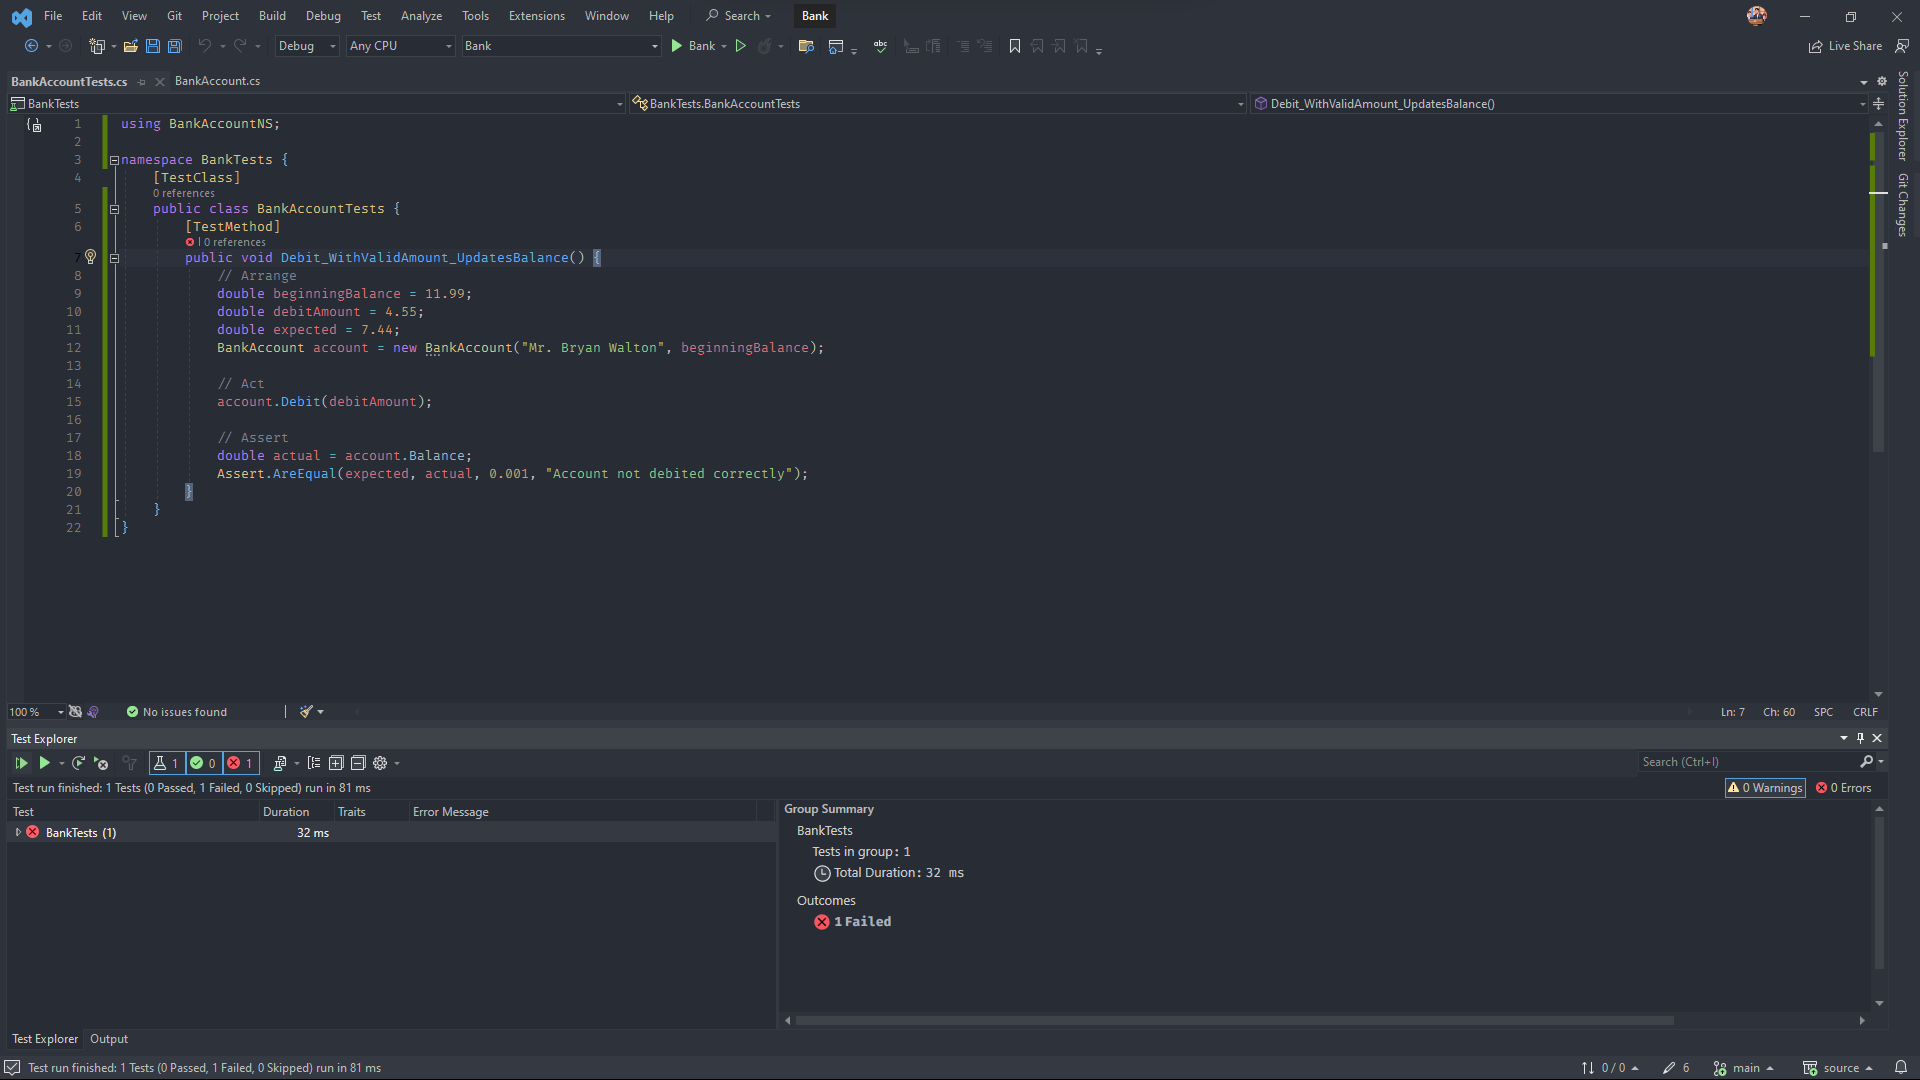 File Edit View Git Project Build Debug Test Analyze Tools Extensions Window Help Search Bank
Debug Any CPU Bank Bank abc Live Share
BankAccountTests.cs BankAccount.cs
BankTests BankTests.BankAccountTests Debit_WithValidAmount_UpdatesBalance()
Solution Explorer
Git Changes
1 using BankAccountNS;
2
3 namespace BankTests {
4 [TestClass]
0 references
5 public class BankAccountTests {
6 [TestMethod]
| 0 references
7 public void Debit_WithValidAmount_UpdatesBalance() {
8 // Arrange
9 double beginningBalance = 11.99;
10 double debitAmount = 4.55;
11 double expected = 7.44;
12 BankAccount account = new BankAccount("Mr. Bryan Walton", beginningBalance);
13
14 // Act
15 account.Debit(debitAmount);
16
17 // Assert
18 double actual = account.Balance;
19 Assert.AreEqual(expected, actual, 0.001, "Account not debited correctly");
20 }
21 }
22 }
100 % No issues found Ln: 7 Ch: 60 SPC CRLF
Test Explorer
1 0 1 Search (Ctrl+I)
Test run finished: 1 Tests (0 Passed, 1 Failed, 0 Skipped) run in 81 ms 0 Warnings 0 Errors
Test Duration Traits Error Message
BankTests (1) 32 ms
Group Summary
BankTests
Tests in group: 1
Total Duration: 32 ms
Outcomes
1 Failed
Test Explorer Output
Test run finished: 1 Tests (0 Passed, 1 Failed, 0 Skipped) run in 81 ms 0 / 0 6 main source